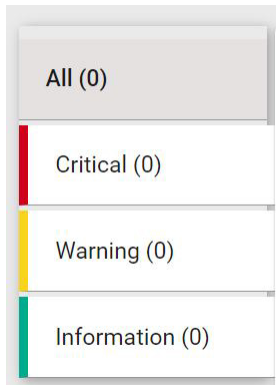 All (0)
Critical (0)
Warning (0)
Information (0)